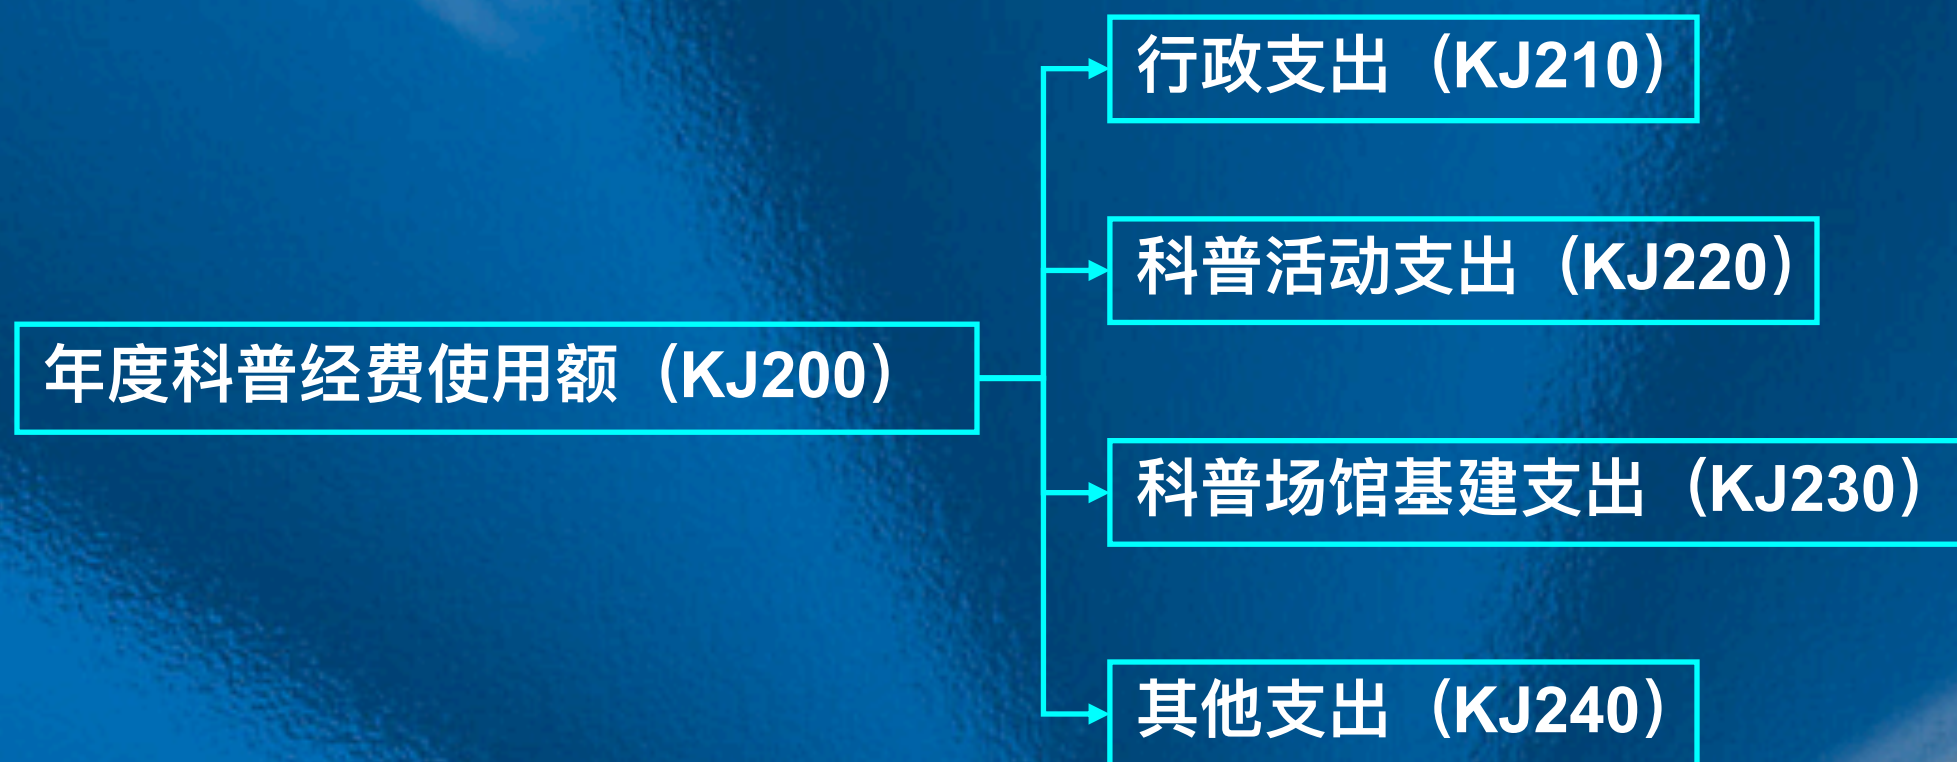 行政支出（KJ210）
科普活动支出（KJ220）
年度科普经费使用额（KJ200）
科普场馆基建支出（KJ230）
其他支出（KJ240）